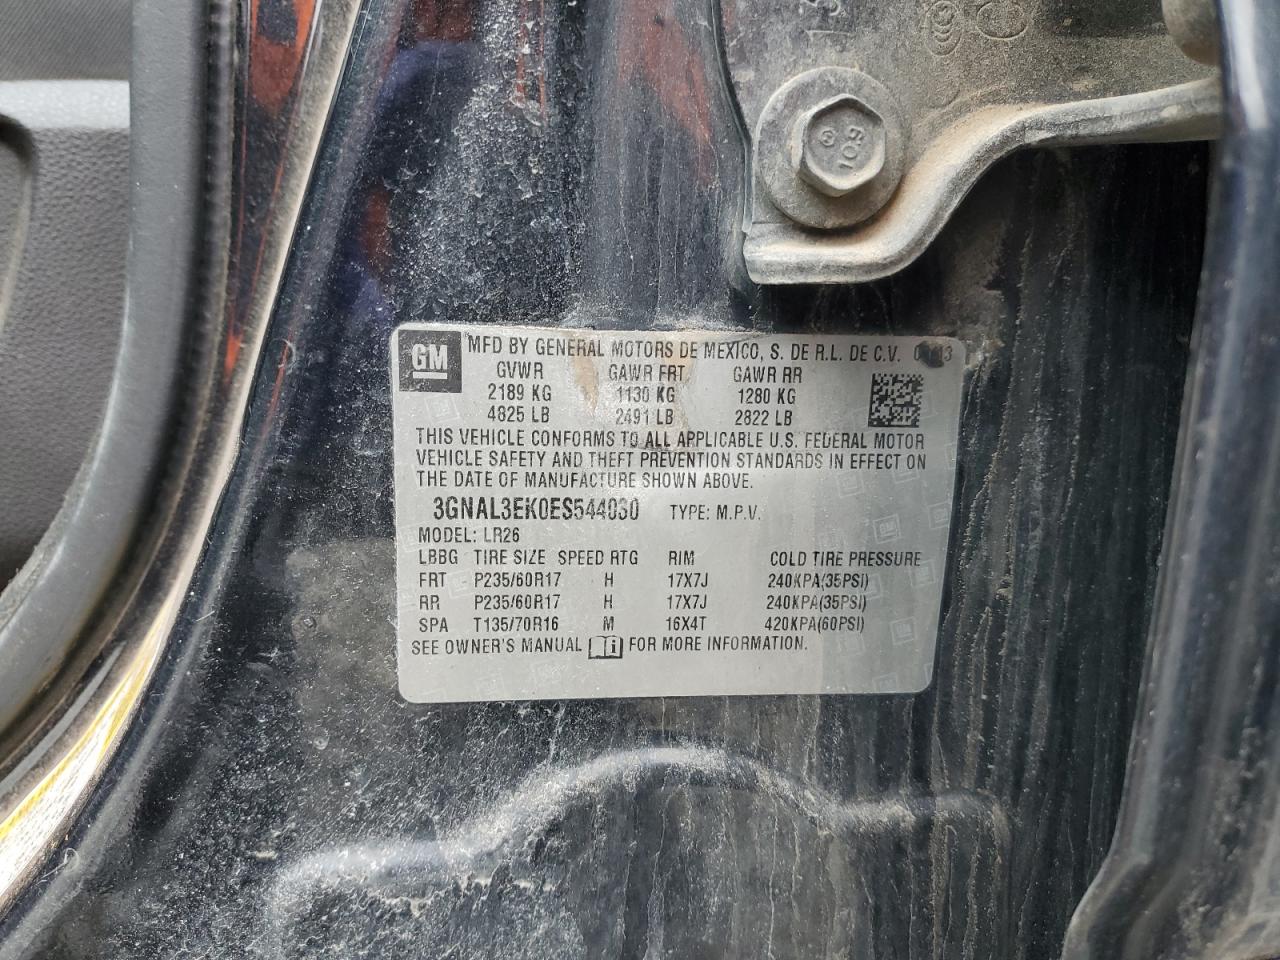 GM
MFD BY GENERAL MOTORS DE MEXICO, S. DE R.L. DE C.V.
GVWR GAWR FRT GAWR RR
2189 KG 1130 KG 1280 KG
4825 LB 2491 LB 2822 LB
THIS VEHICLE CONFORMS TO ALL APPLICABLE U.S. FEDERAL MOTOR
VEHICLE SAFETY AND THEFT PREVENTION STANDARDS IN EFFECT ON
THE DATE OF MANUFACTURE SHOWN ABOVE.
3GNAL3EK0ES544030 TYPE: M.P.V.
MODEL: LR26
LBBG TIRE SIZE SPEED RTG RIM COLD TIRE PRESSURE
FRT P235/60R17 H 17X7J 240KPA(35PSI)
RR P235/60R17 H 17X7J 240KPA(35PSI)
SPA T135/70R16 M 16X4T 420KPA(60PSI)
SEE OWNER'S MANUAL FOR MORE INFORMATION.